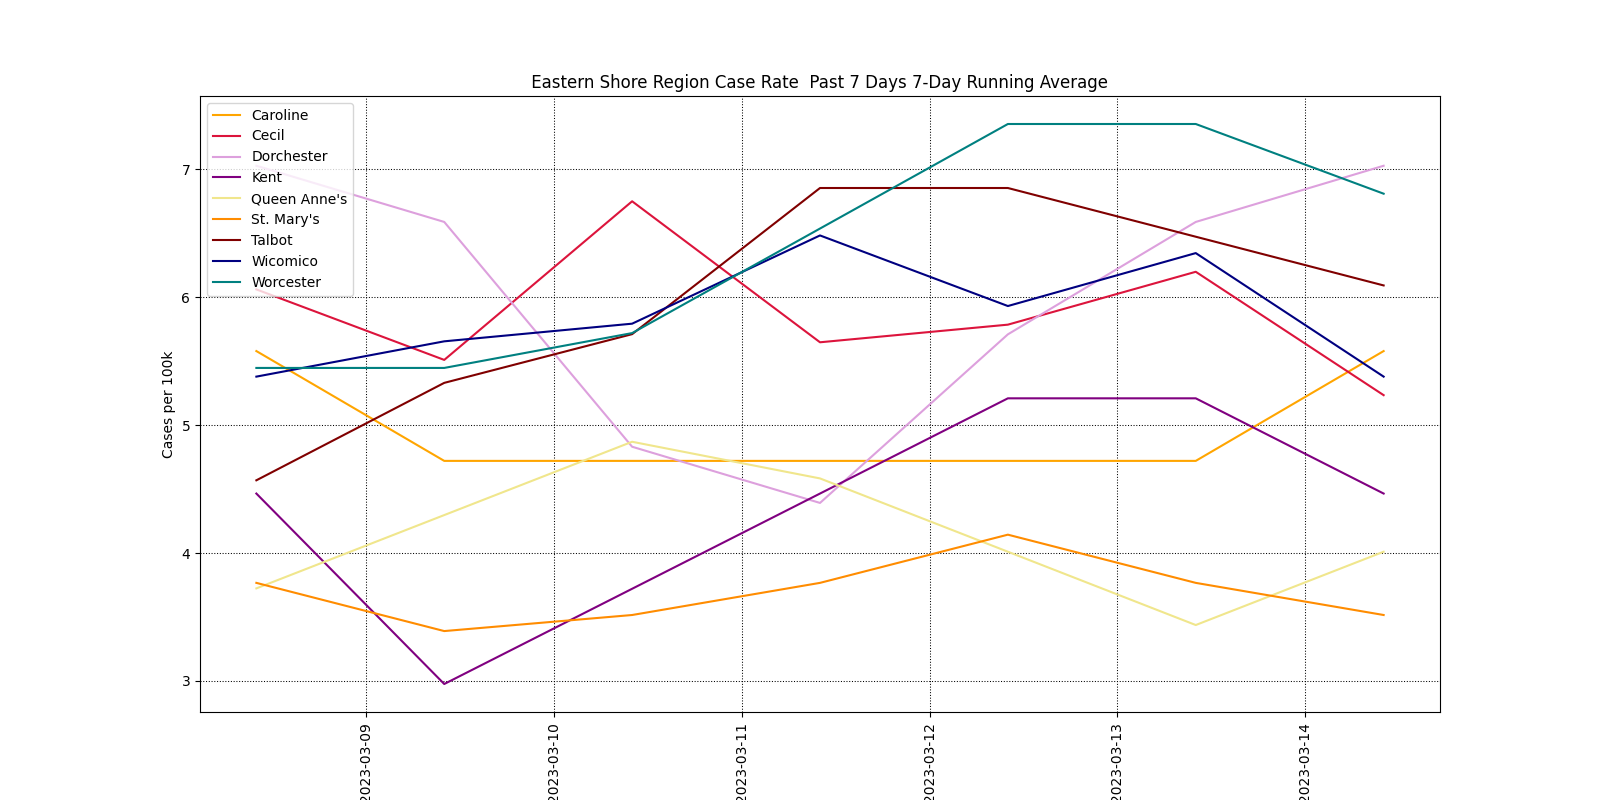 Eastern Shore Region Case Rate  Past 7 Days 7-Day Running Average
Caroline
Cecil
Dorchester
Kent
Queen Anne's
St. Mary's
Talbot
Wicomico
Worcester
7
6
5
4
3
Cases per 100k
2023-03-09
2023-03-10
2023-03-11
2023-03-12
2023-03-13
2023-03-14